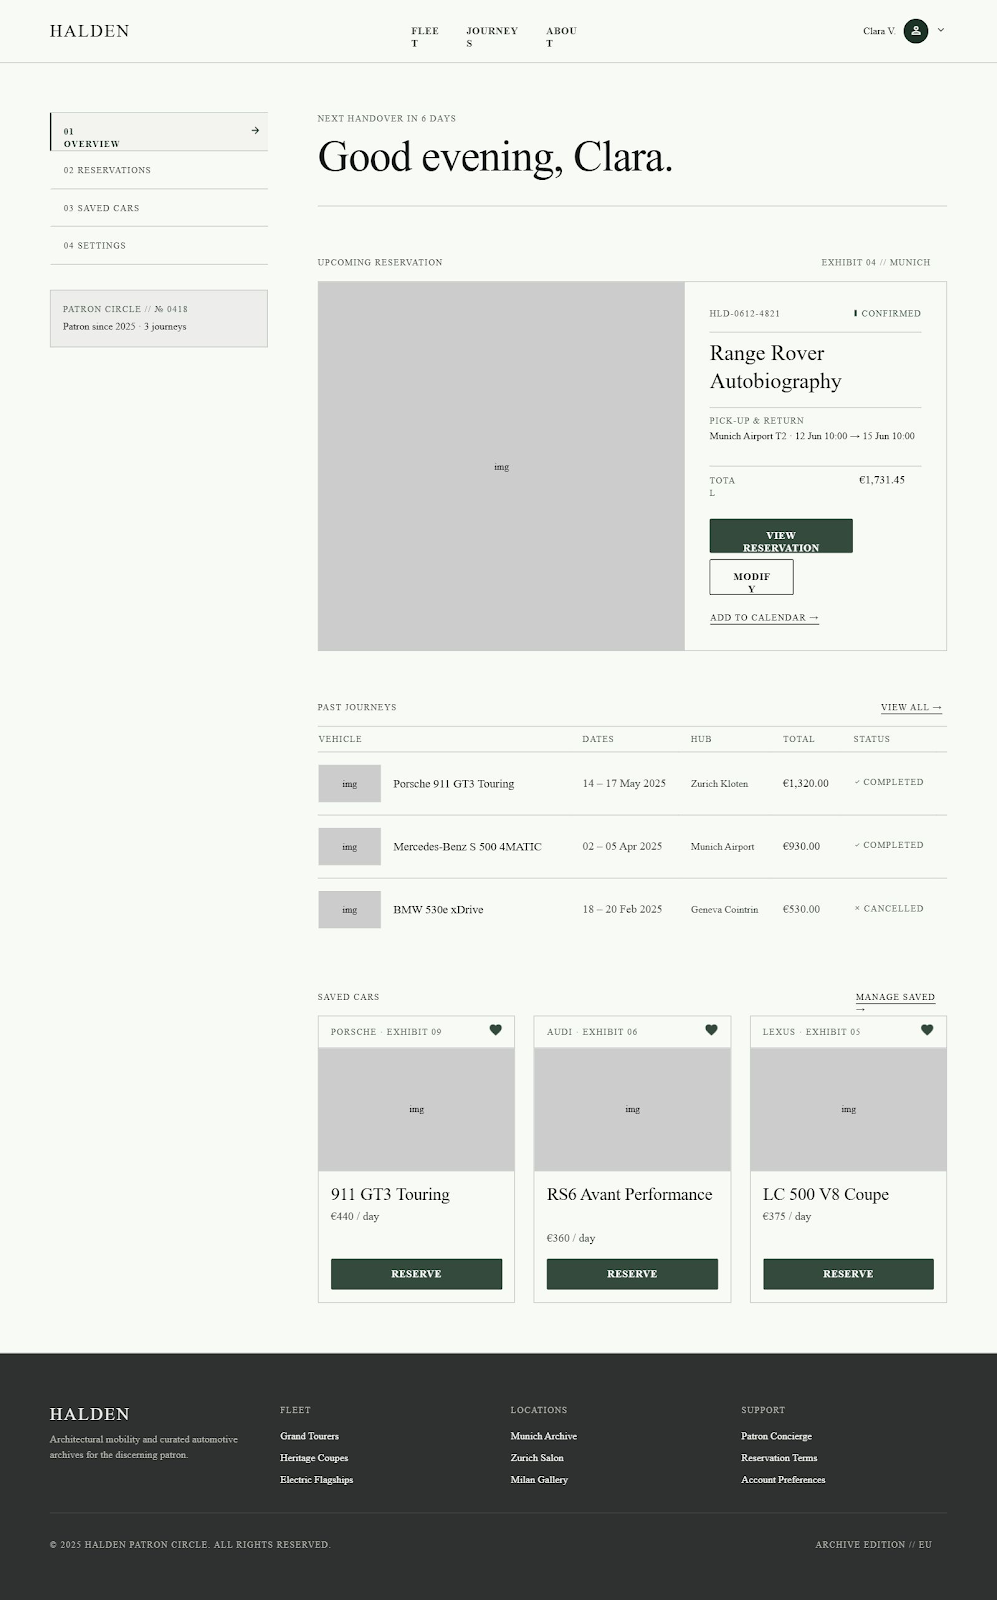 HALDEN
FLEE
T
JOURNEY
S
ABOU
T
Clara V.
01
OVERVIEW
02 RESERVATIONS
03 SAVED CARS
04 SETTINGS
PATRON CIRCLE // № 0418
Patron since 2025 · 3 journeys
NEXT HANDOVER IN 6 DAYS
Good evening, Clara.
UPCOMING RESERVATION
EXHIBIT 04 // MUNICH
img
HLD-0612-4821
CONFIRMED
Range Rover
Autobiography
PICK-UP & RETURN
Munich Airport T2 · 12 Jun 10:00 → 15 Jun 10:00
TOTA
L
€1,731.45
VIEW
RESERVATION
MODIF
Y
ADD TO CALENDAR →
PAST JOURNEYS
VIEW ALL →
VEHICLE DATES HUB TOTAL STATUS
img Porsche 911 GT3 Touring 14 – 17 May 2025 Zurich Kloten €1,320.00 ✓ COMPLETED
img Mercedes-Benz S 500 4MATIC 02 – 05 Apr 2025 Munich Airport €930.00 ✓ COMPLETED
img BMW 530e xDrive 18 – 20 Feb 2025 Geneva Cointrin €530.00 × CANCELLED
SAVED CARS
MANAGE SAVED
→
PORSCHE · EXHIBIT 09
img
911 GT3 Touring
€440 / day
RESERVE
AUDI · EXHIBIT 06
img
RS6 Avant Performance
€360 / day
RESERVE
LEXUS · EXHIBIT 05
img
LC 500 V8 Coupe
€375 / day
RESERVE
HALDEN
Architectural mobility and curated automotive
archives for the discerning patron.
FLEET
Grand Tourers
Heritage Coupes
Electric Flagships
LOCATIONS
Munich Archive
Zurich Salon
Milan Gallery
SUPPORT
Patron Concierge
Reservation Terms
Account Preferences
© 2025 HALDEN PATRON CIRCLE. ALL RIGHTS RESERVED.
ARCHIVE EDITION // EU